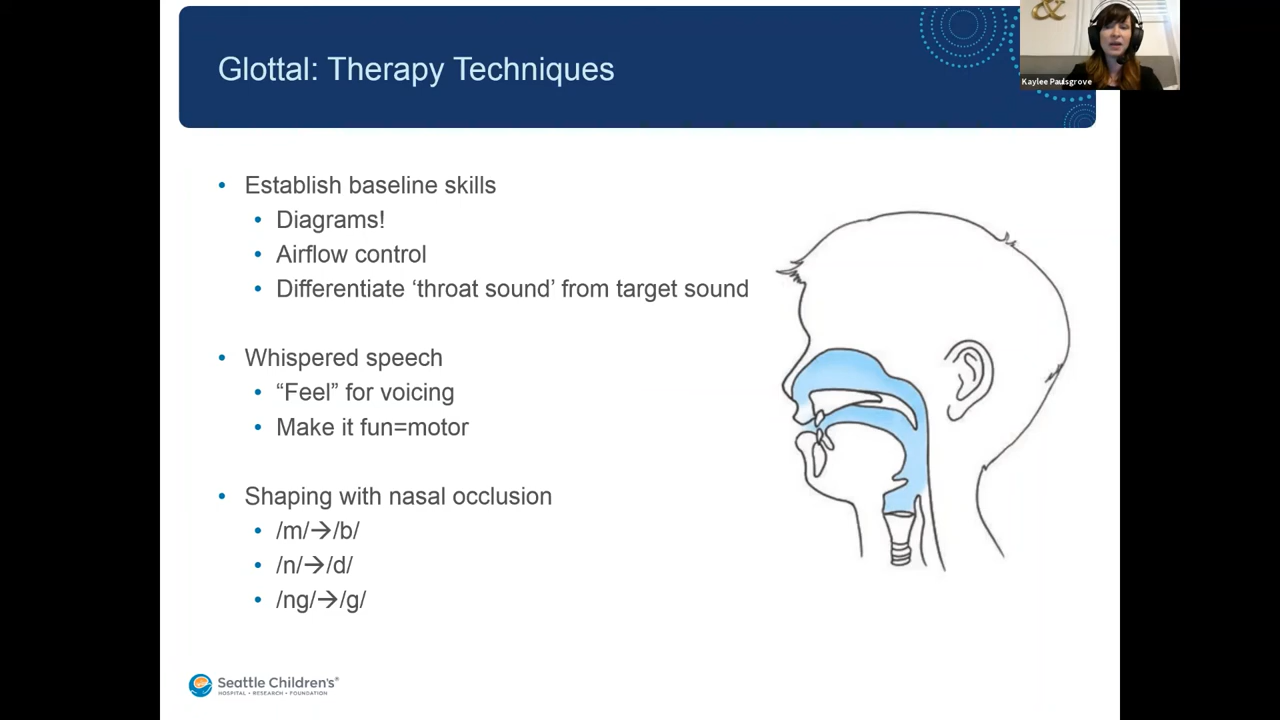 Glottal: Therapy Techniques
&
Kaylee Paulsgrove
• Establish baseline skills
• Diagrams!
• Airflow control
• Differentiate ‘throat sound’ from target sound
• Whispered speech
• “Feel” for voicing
• Make it fun=motor
• Shaping with nasal occlusion
• /m/→/b/
• /n/→/d/
• /ng/→/g/
Seattle Children's®
HOSPITAL • RESEARCH • FOUNDATION